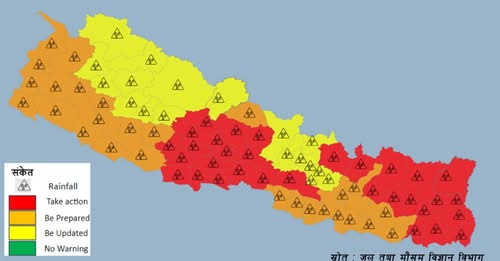 संकेत
Rainfall
Take action
Be Prepared
Be Updated
No Warning
स्रोत : जल तथा मौसम विज्ञान विभाग